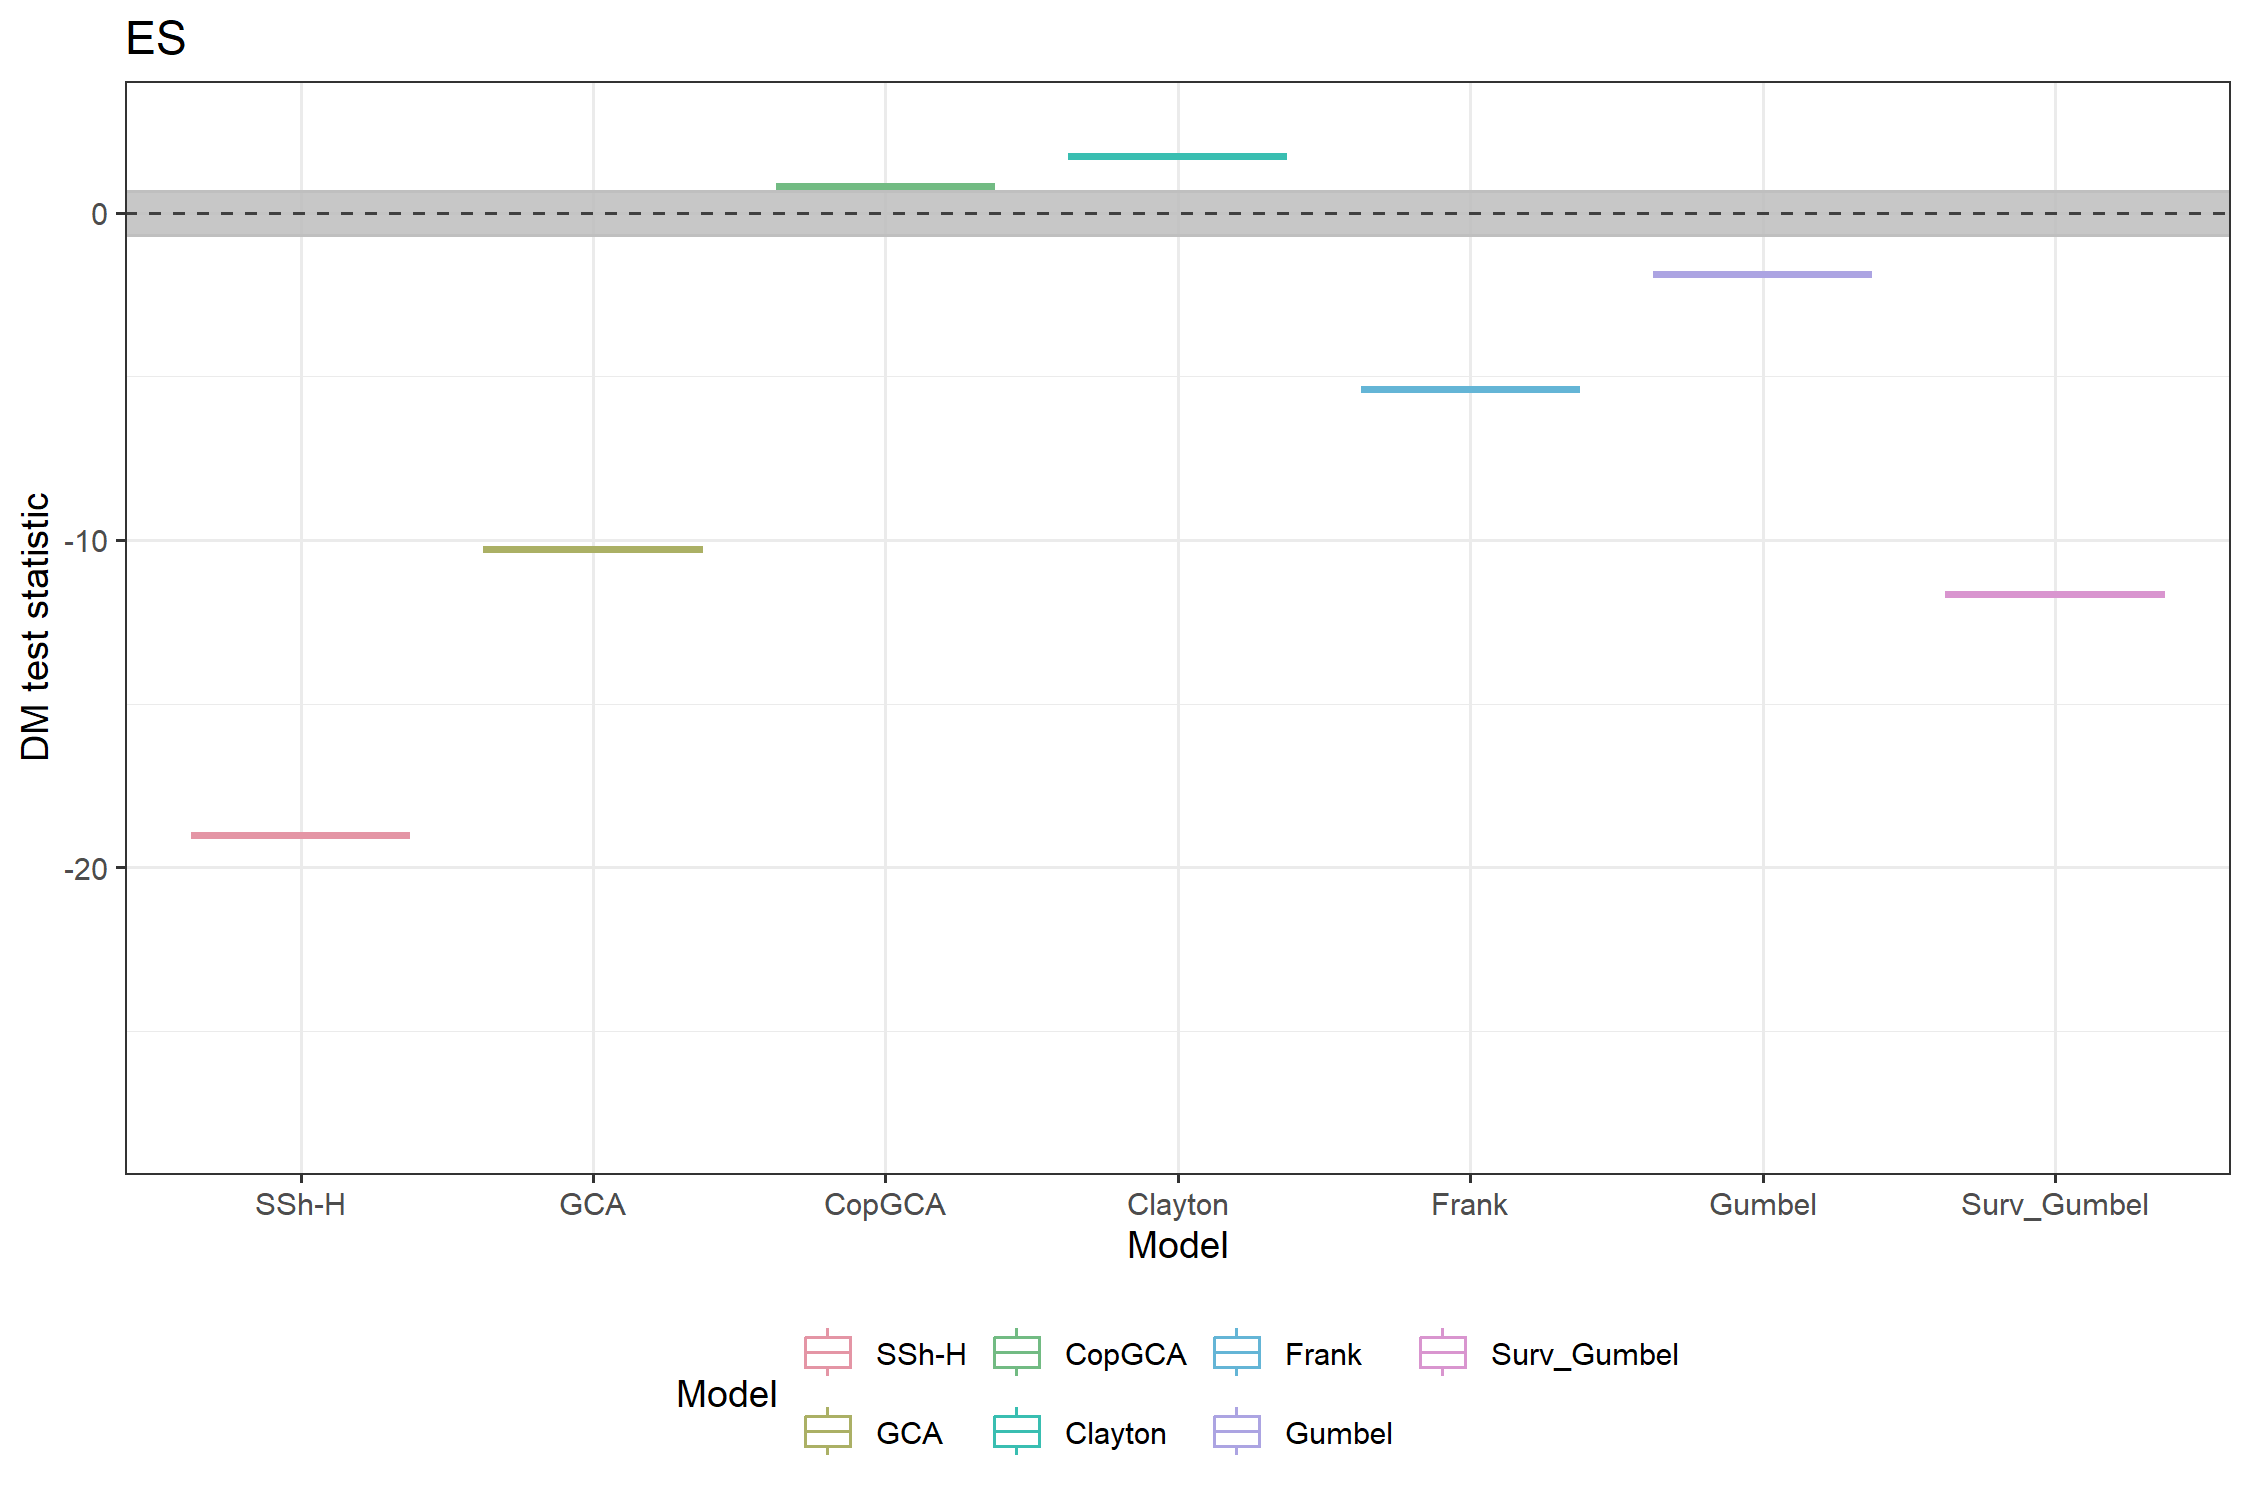 ES
DM test statistic
0
-10
-20
SSh-H GCA CopGCA Clayton Frank Gumbel Surv_Gumbel
Model
Model
SSh-H CopGCA Frank Surv_Gumbel
GCA Clayton Gumbel